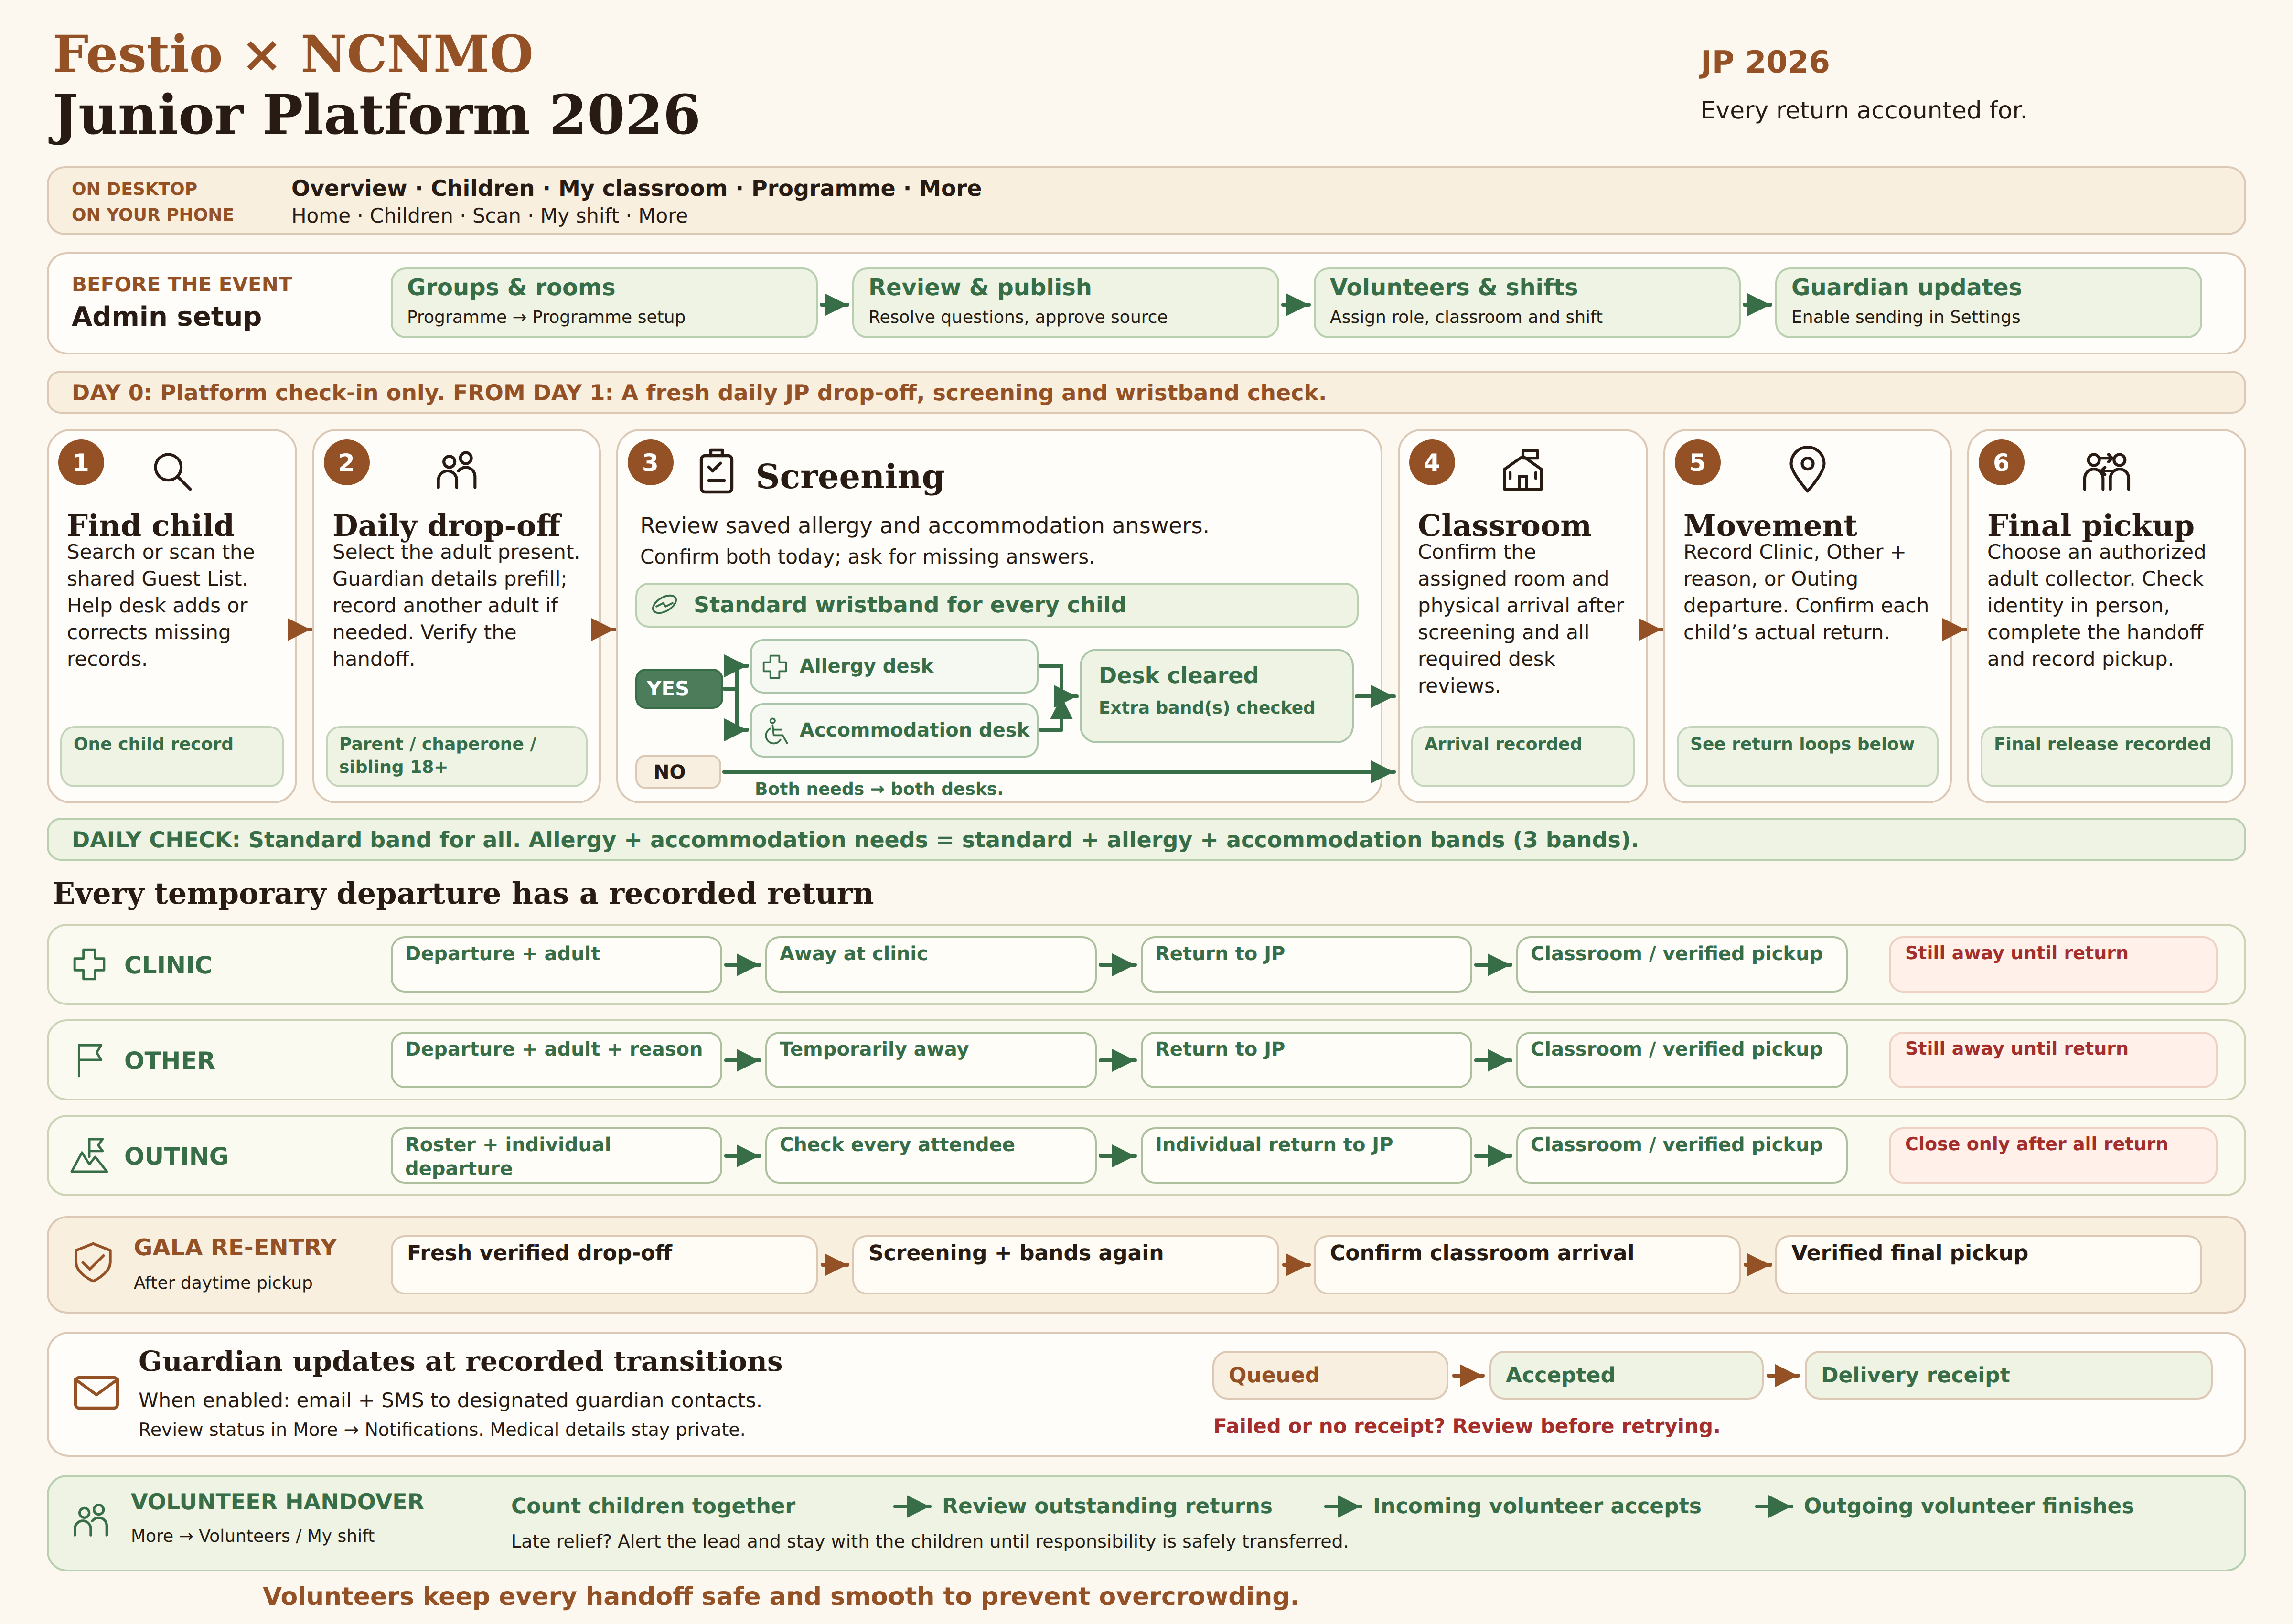 Festio × NCNMO
Junior Platform 2026
JP 2026
Every return accounted for.
ON DESKTOP
Overview · Children · My classroom · Programme · More
ON YOUR PHONE
Home · Children · Scan · My shift · More
BEFORE THE EVENT
Admin setup
Groups & rooms
Programme → Programme setup
Review & publish
Resolve questions, approve source
Volunteers & shifts
Assign role, classroom and shift
Guardian updates
Enable sending in Settings
DAY 0: Platform check-in only. FROM DAY 1: A fresh daily JP drop-off, screening and wristband check.
1
Find child
Search or scan the
shared Guest List.
Help desk adds or
corrects missing
records.
One child record
2
Daily drop-off
Select the adult present.
Guardian details prefill;
record another adult if
needed. Verify the
handoff.
Parent / chaperone /
sibling 18+
3
Screening
Review saved allergy and accommodation answers.
Confirm both today; ask for missing answers.
Standard wristband for every child
YES
Allergy desk
Accommodation desk
Desk cleared
Extra band(s) checked
NO
Both needs → both desks.
4
Classroom
Confirm the
assigned room and
physical arrival after
screening and all
required desk
reviews.
Arrival recorded
5
Movement
Record Clinic, Other +
reason, or Outing
departure. Confirm each
child’s actual return.
See return loops below
6
Final pickup
Choose an authorized
adult collector. Check
identity in person,
complete the handoff
and record pickup.
Final release recorded
DAILY CHECK: Standard band for all. Allergy + accommodation needs = standard + allergy + accommodation bands (3 bands).
Every temporary departure has a recorded return
CLINIC
Departure + adult
Away at clinic
Return to JP
Classroom / verified pickup
Still away until return
OTHER
Departure + adult + reason
Temporarily away
Return to JP
Classroom / verified pickup
Still away until return
OUTING
Roster + individual
departure
Check every attendee
Individual return to JP
Classroom / verified pickup
Close only after all return
GALA RE-ENTRY
After daytime pickup
Fresh verified drop-off
Screening + bands again
Confirm classroom arrival
Verified final pickup
Guardian updates at recorded transitions
When enabled: email + SMS to designated guardian contacts.
Review status in More → Notifications. Medical details stay private.
Queued
Accepted
Delivery receipt
Failed or no receipt? Review before retrying.
VOLUNTEER HANDOVER
More → Volunteers / My shift
Count children together
Review outstanding returns
Incoming volunteer accepts
Outgoing volunteer finishes
Late relief? Alert the lead and stay with the children until responsibility is safely transferred.
Volunteers keep every handoff safe and smooth to prevent overcrowding.